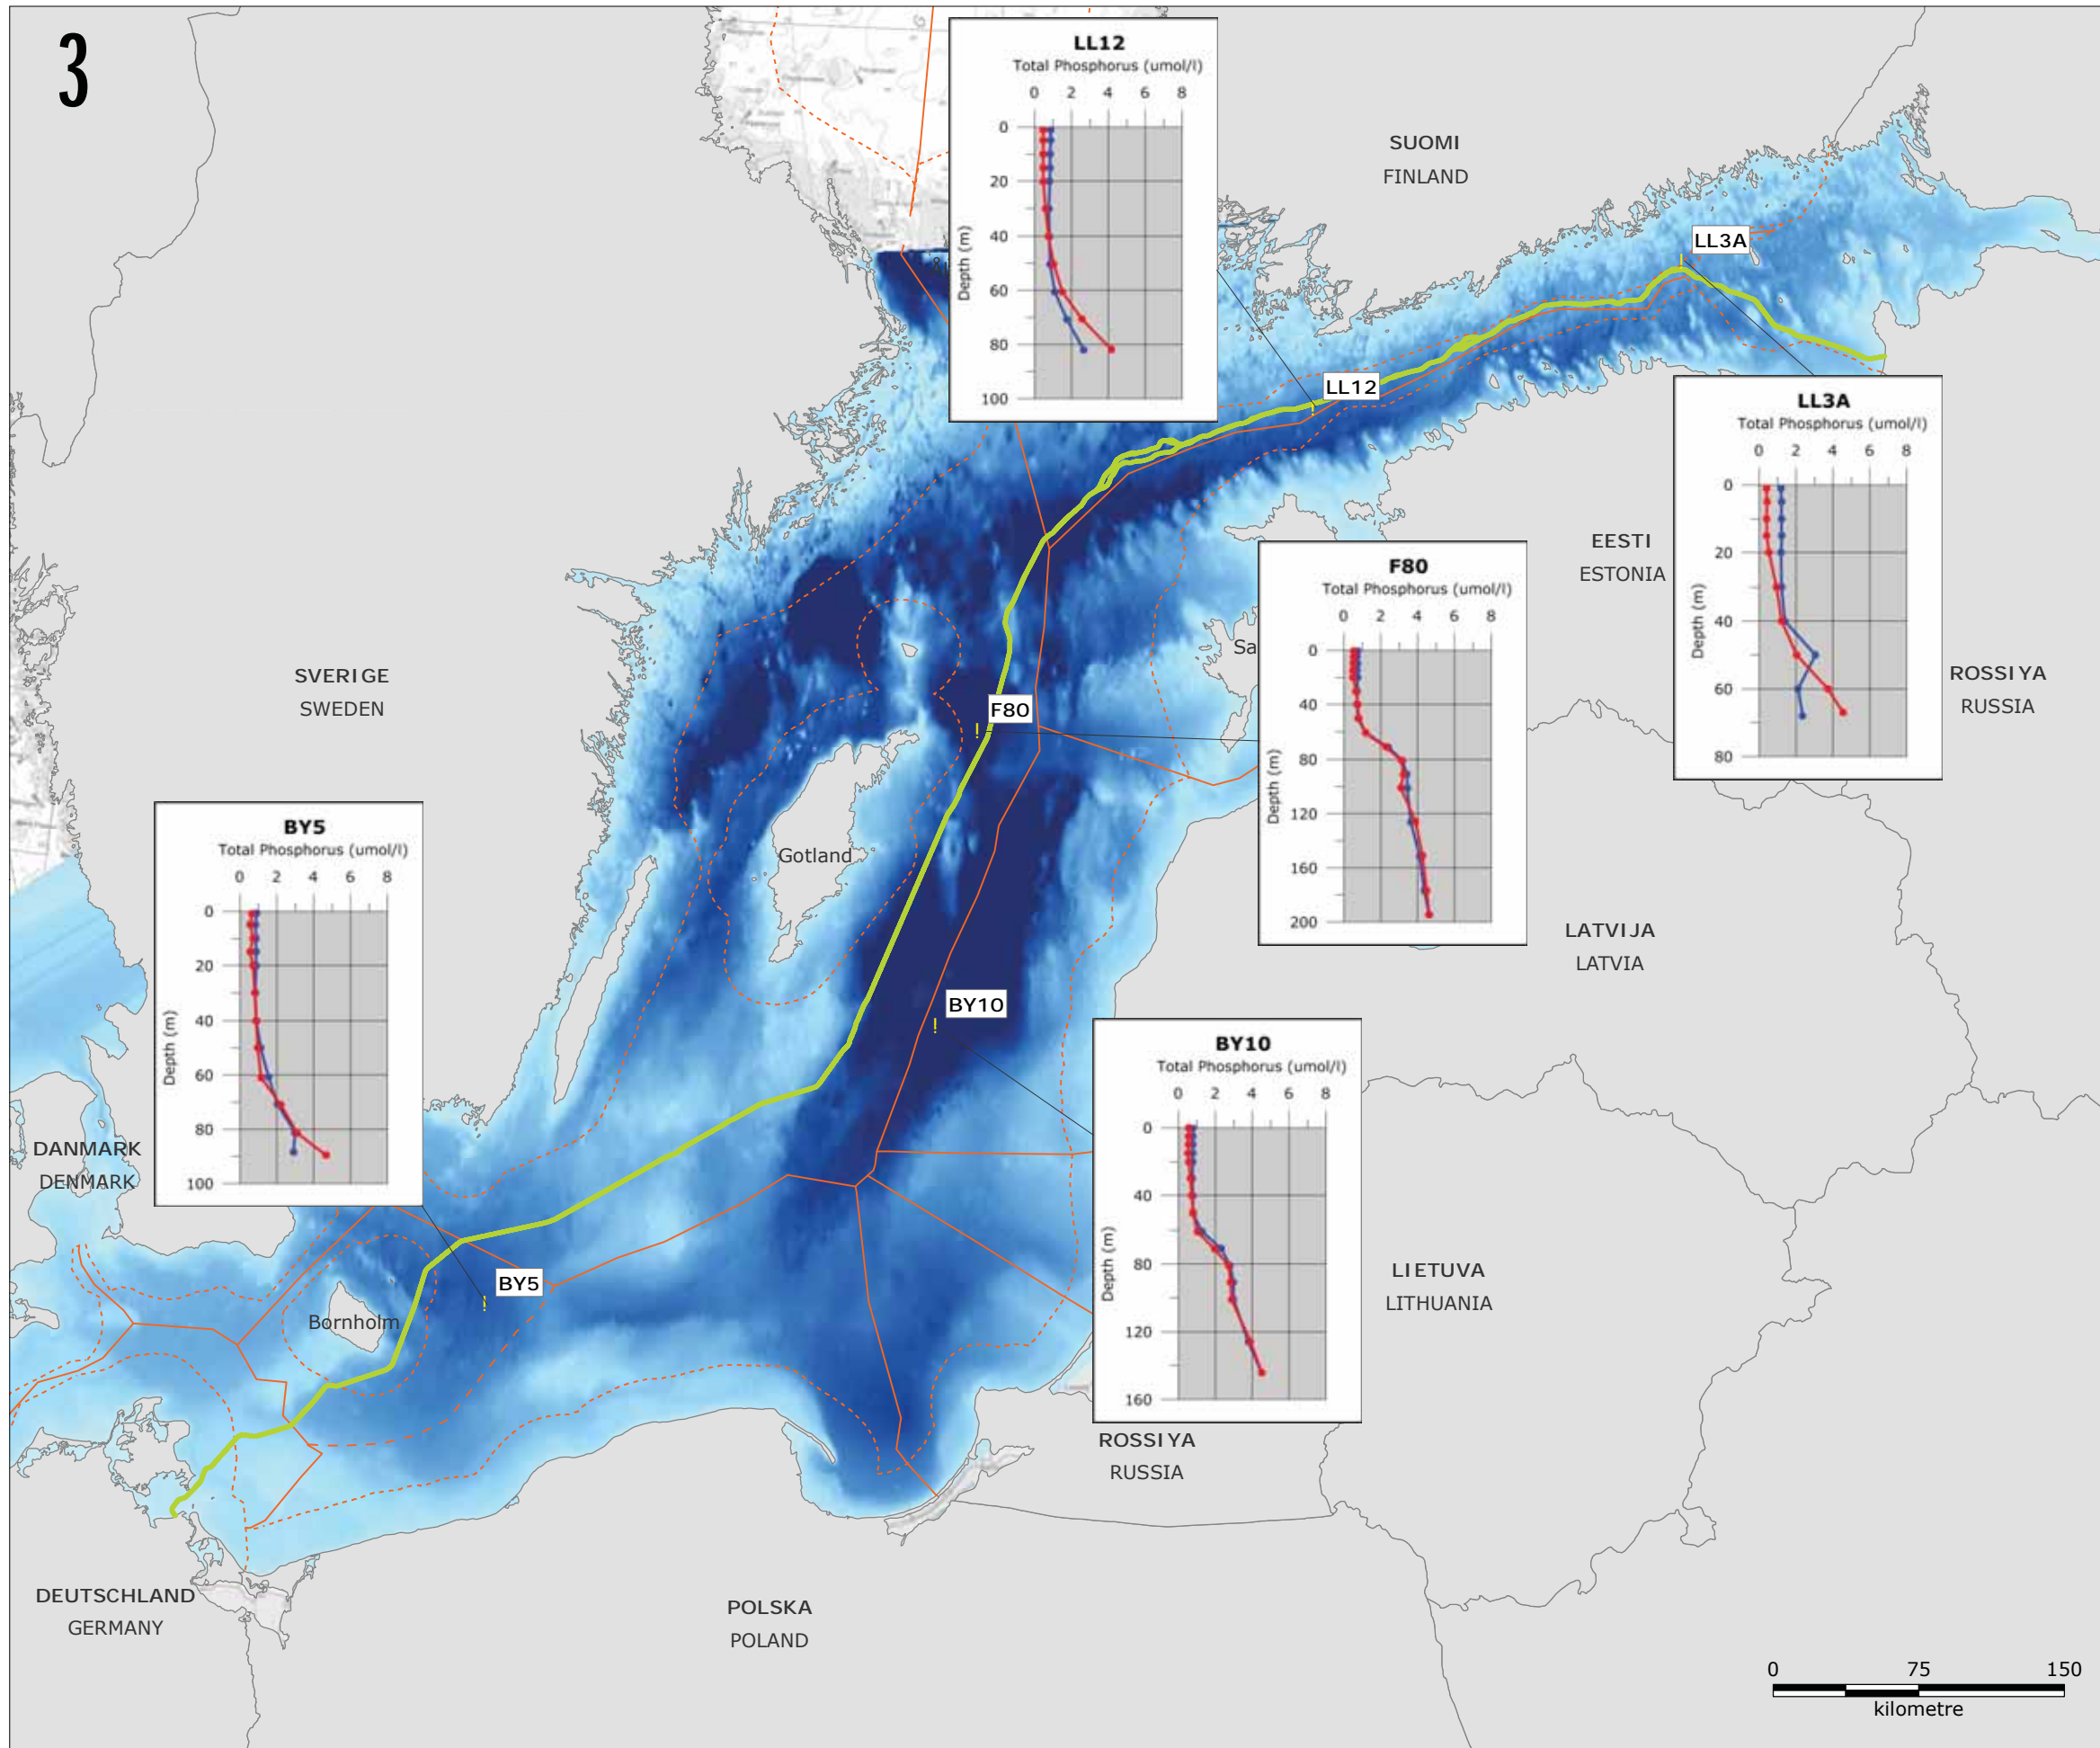 3
LL12
Total Phosphorus (umol/l)
0 2 4 6 8
0
20
40
60
80
100
Depth (m)
SUOMI
FINLAND
LL3A
LL12
LL3A
Total Phosphorus (umol/l)
0 2 4 6 8
0
20
40
60
80
Depth (m)
EESTI
ESTONIA
ROSSIYA
RUSSIA
F80
Total Phosphorus (umol/l)
0 2 4 6 8
0
40
80
120
160
200
Depth (m)
Sa
SVERIGE
SWEDEN
F80
Gotland
BY5
Total Phosphorus (umol/l)
0 2 4 6 8
0
20
40
60
80
100
Depth (m)
LATVIJA
LATVIA
BY10
BY10
Total Phosphorus (umol/l)
0 2 4 6 8
0
40
80
120
160
Depth (m)
DANMARK
DENMARK
BY5
Bornholm
LIETUVA
LITHUANIA
ROSSIYA
RUSSIA
DEUTSCHLAND
GERMANY
POLSKA
POLAND
0 75 150
kilometre